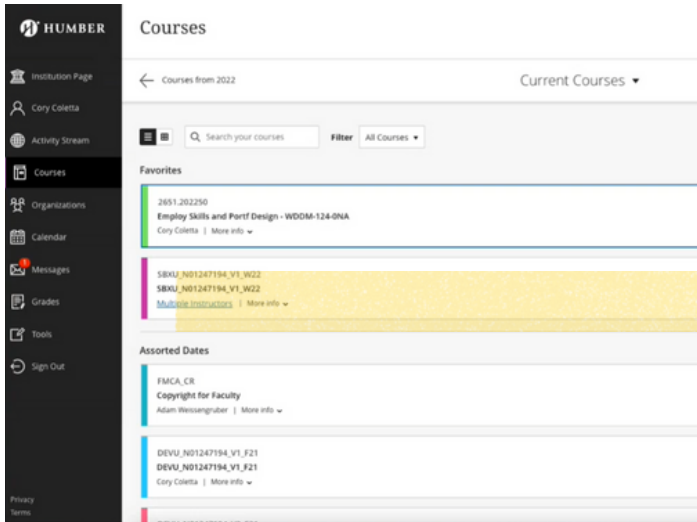 HUMBER
Courses
Institution Page
Courses from 2022
Current Courses
Cory Coletta
Activity Stream
Search your courses
Filter
All Courses
Courses
Favorites
Organizations
2651.202250
Employ Skills and Portf Design - WDDM-124-0NA
Cory Coletta | More info
Calendar
Messages
1
SBXU_N01247194_V1_W22
SBXU_N01247194_V1_W22
Multiple Instructors | More info
Grades
Tools
Assorted Dates
Sign Out
FMCA_CR
Copyright for Faculty
Adam Weissengruber | More info
DEVU_N01247194_V1_F21
DEVU_N01247194_V1_F21
Cory Coletta | More info
Privacy
Terms